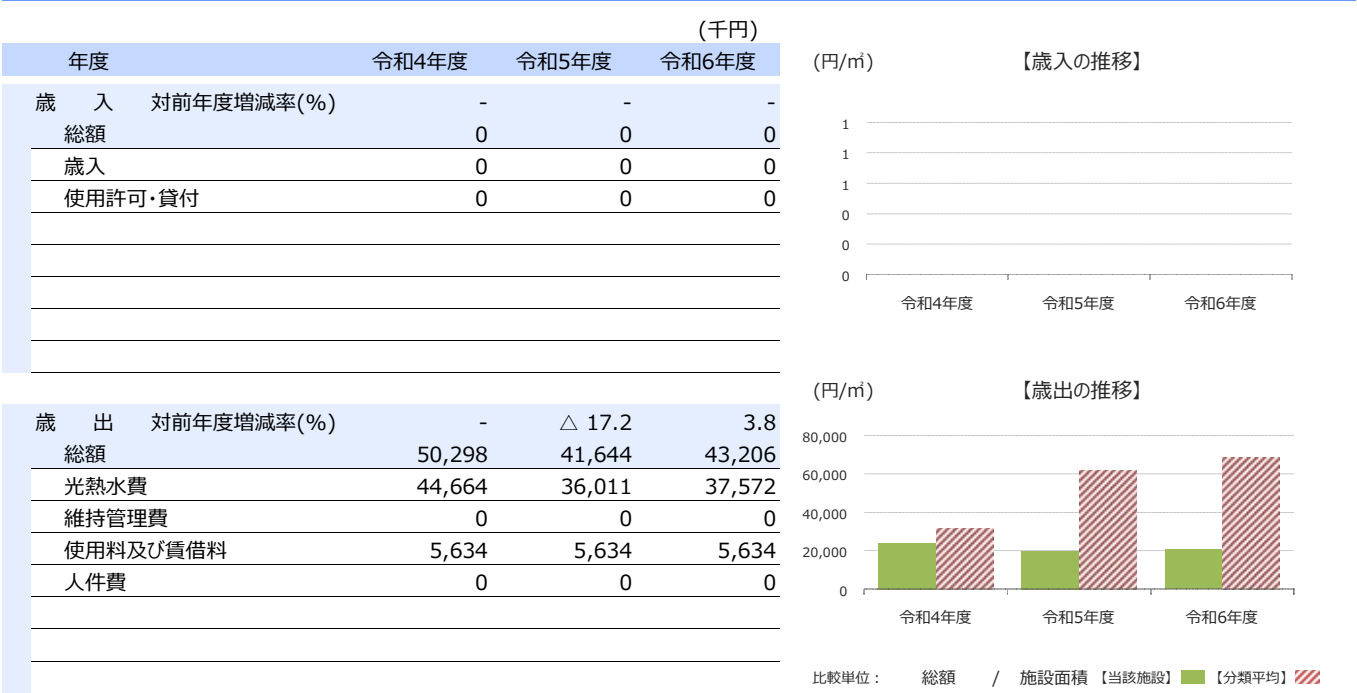 (千円)
年度 令和4年度 令和5年度 令和6年度
歳 入 対前年度増減率(%) - - -
総額 0 0 0
歳入 0 0 0
使用許可・貸付 0 0 0
歳 出 対前年度増減率(%) - △ 17.2 3.8
総額 50,298 41,644 43,206
光熱水費 44,664 36,011 37,572
維持管理費 0 0 0
使用料及び賃借料 5,634 5,634 5,634
人件費 0 0 0
(円/㎡) 【歳入の推移】
1
1
1
0
0
0
令和4年度 令和5年度 令和6年度
(円/㎡) 【歳出の推移】
80,000
60,000
40,000
20,000
0
令和4年度 令和5年度 令和6年度
比較単位： 総額 / 施設面積 【当該施設】 【分類平均】